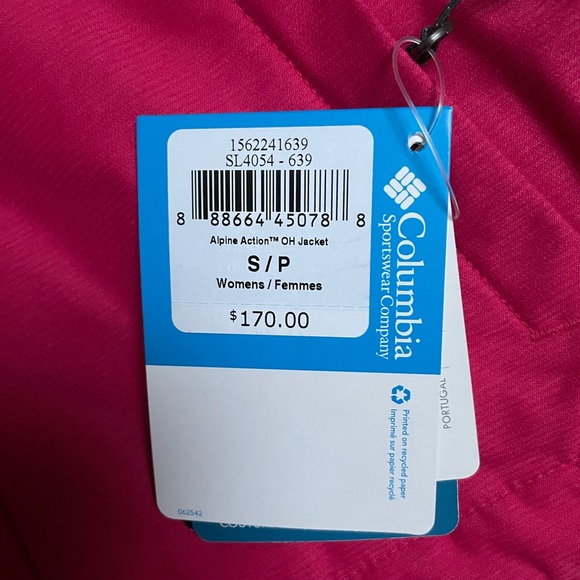 1562241639
SL4054 - 639
8 88664 45078 8
Alpine Action™ OH Jacket
S / P
Womens / Femmes
$170.00
Columbia
Sportswear Company
Printed on recycled paper
Imprimé sur papier recyclé
062542
PORTUGAL